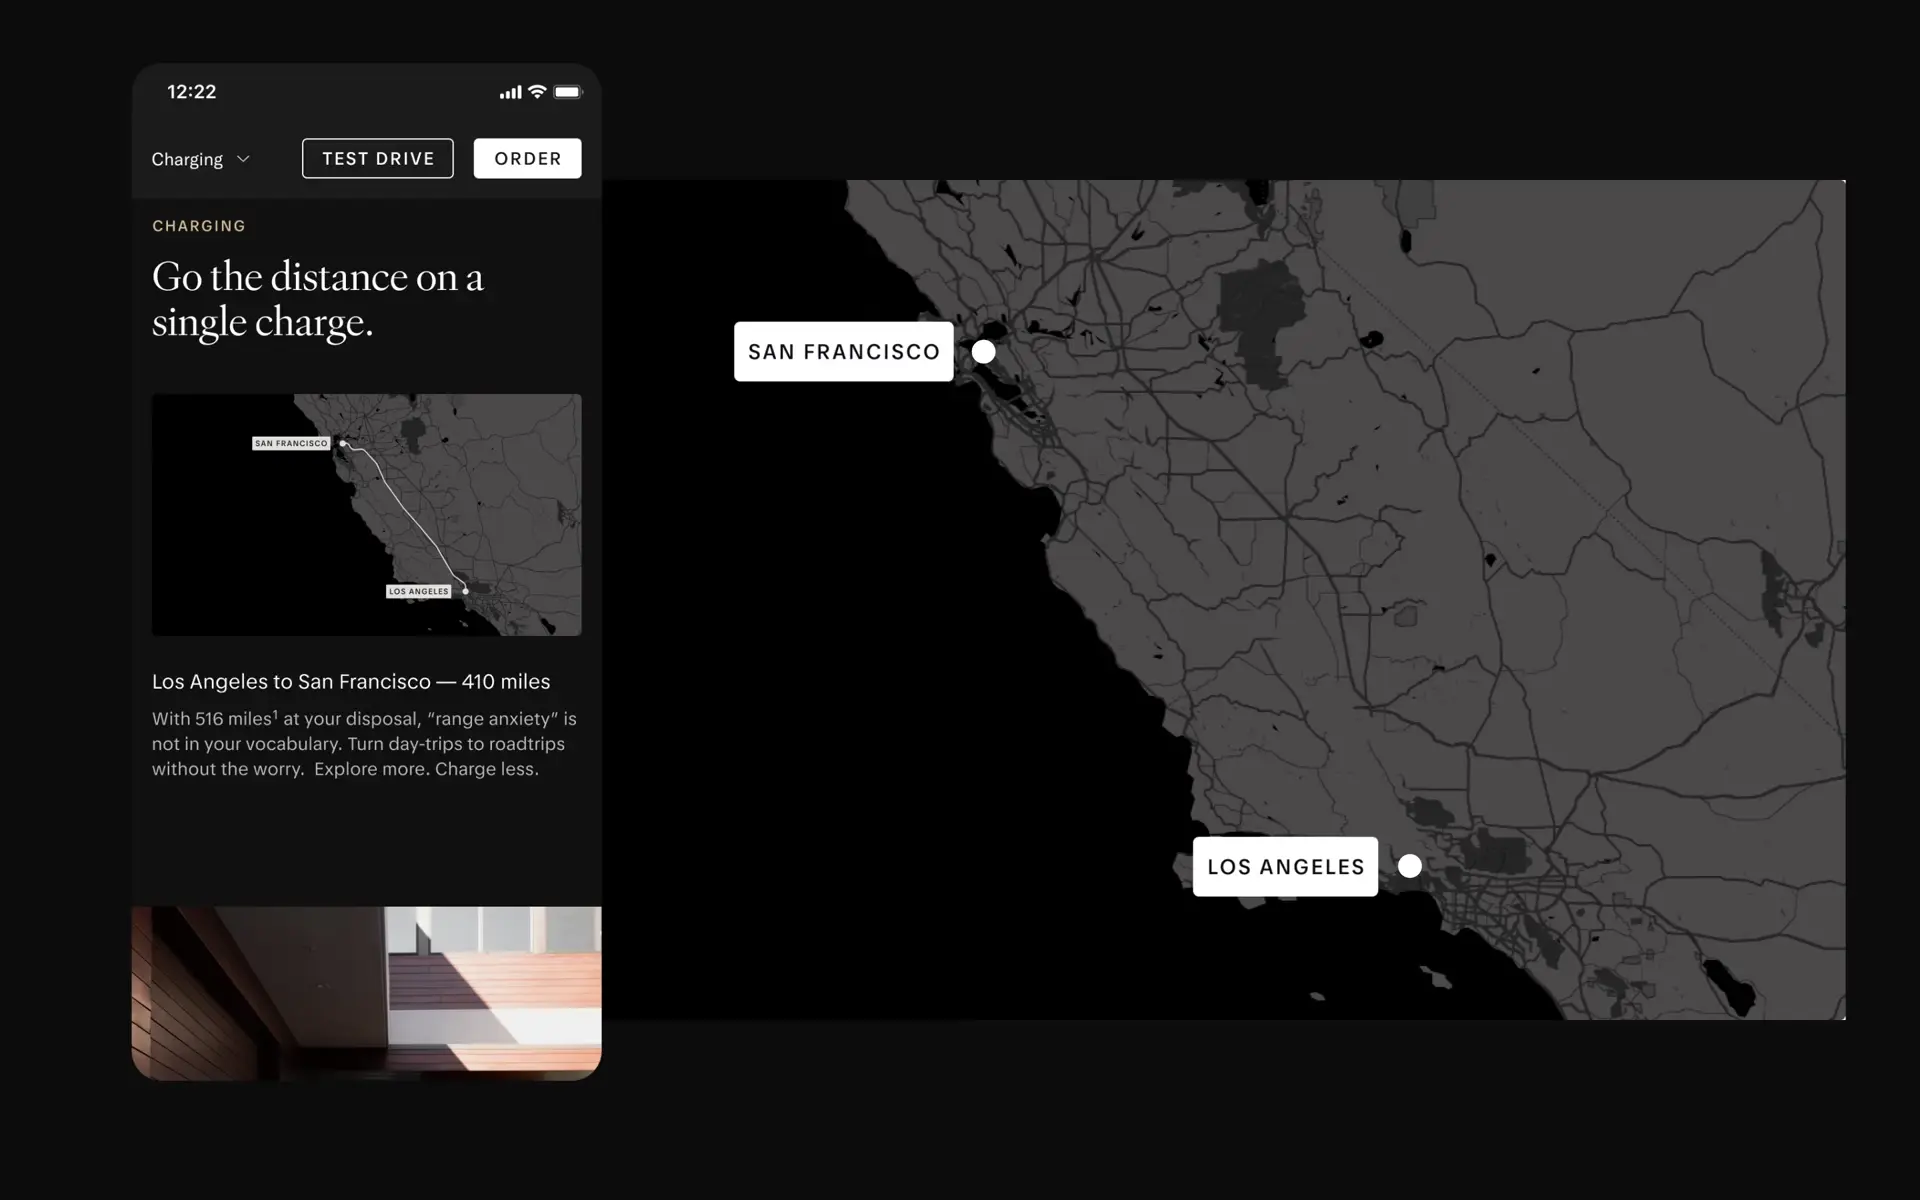 12:22
Charging
TEST DRIVE
ORDER
CHARGING
Go the distance on a
single charge.
SAN FRANCISCO
LOS ANGELES
Los Angeles to San Francisco — 410 miles
With 516 miles¹ at your disposal, “range anxiety” is
not in your vocabulary. Turn day-trips to roadtrips
without the worry.  Explore more. Charge less.
SAN FRANCISCO
LOS ANGELES